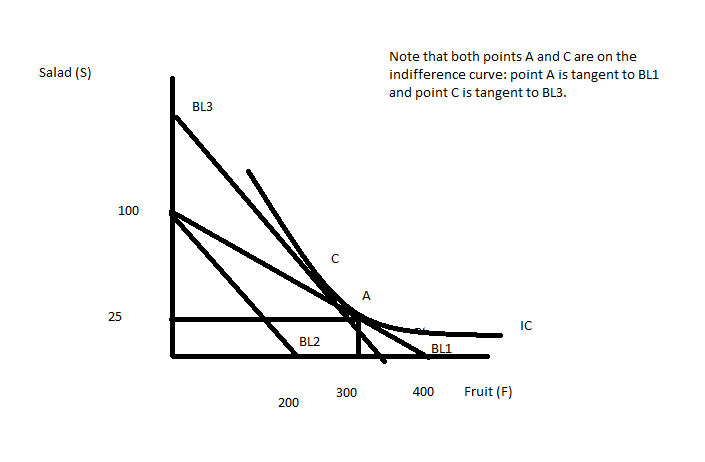 Note that both points A and C are on the
indifference curve: point A is tangent to BL1
and point C is tangent to BL3.
Salad (S)
BL3
100
C
A
25
IC
BL2
BL1
300
400
Fruit (F)
200